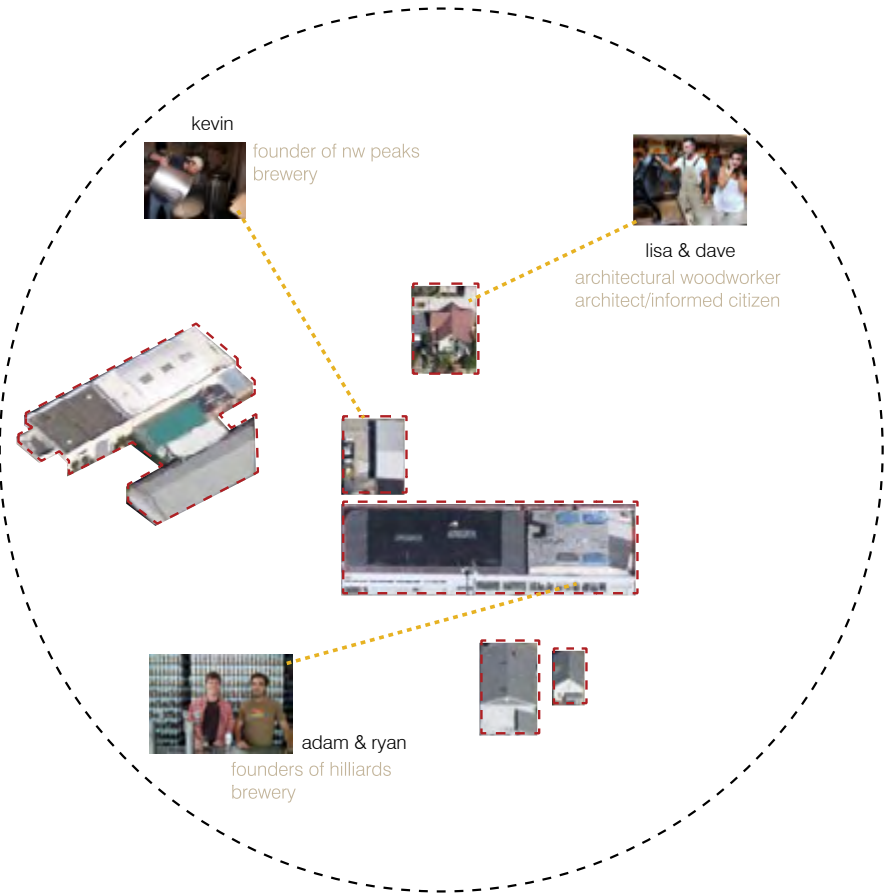 kevin
founder of nw peaks
brewery
lisa & dave
architectural woodworker
architect/informed citizen
adam & ryan
founders of hilliards
brewery